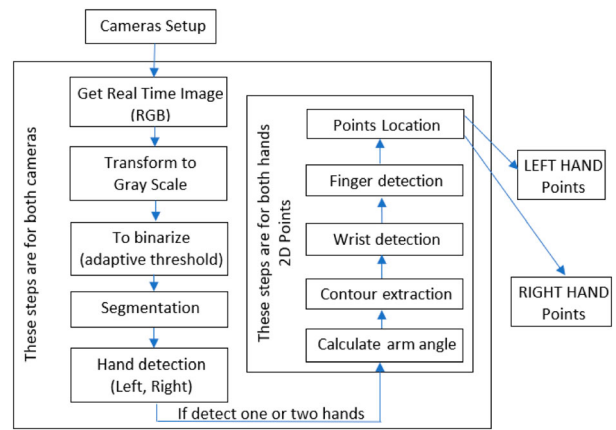 Cameras Setup
These steps are for both cameras
Get Real Time Image
(RGB)
Transform to
Gray Scale
To binarize
(adaptive threshold)
Segmentation
Hand detection
(Left, Right)
If detect one or two hands
These steps are for both hands
2D Points
Points Location
Finger detection
Wrist detection
Contour extraction
Calculate arm angle
LEFT HAND
Points
RIGHT HAND
Points